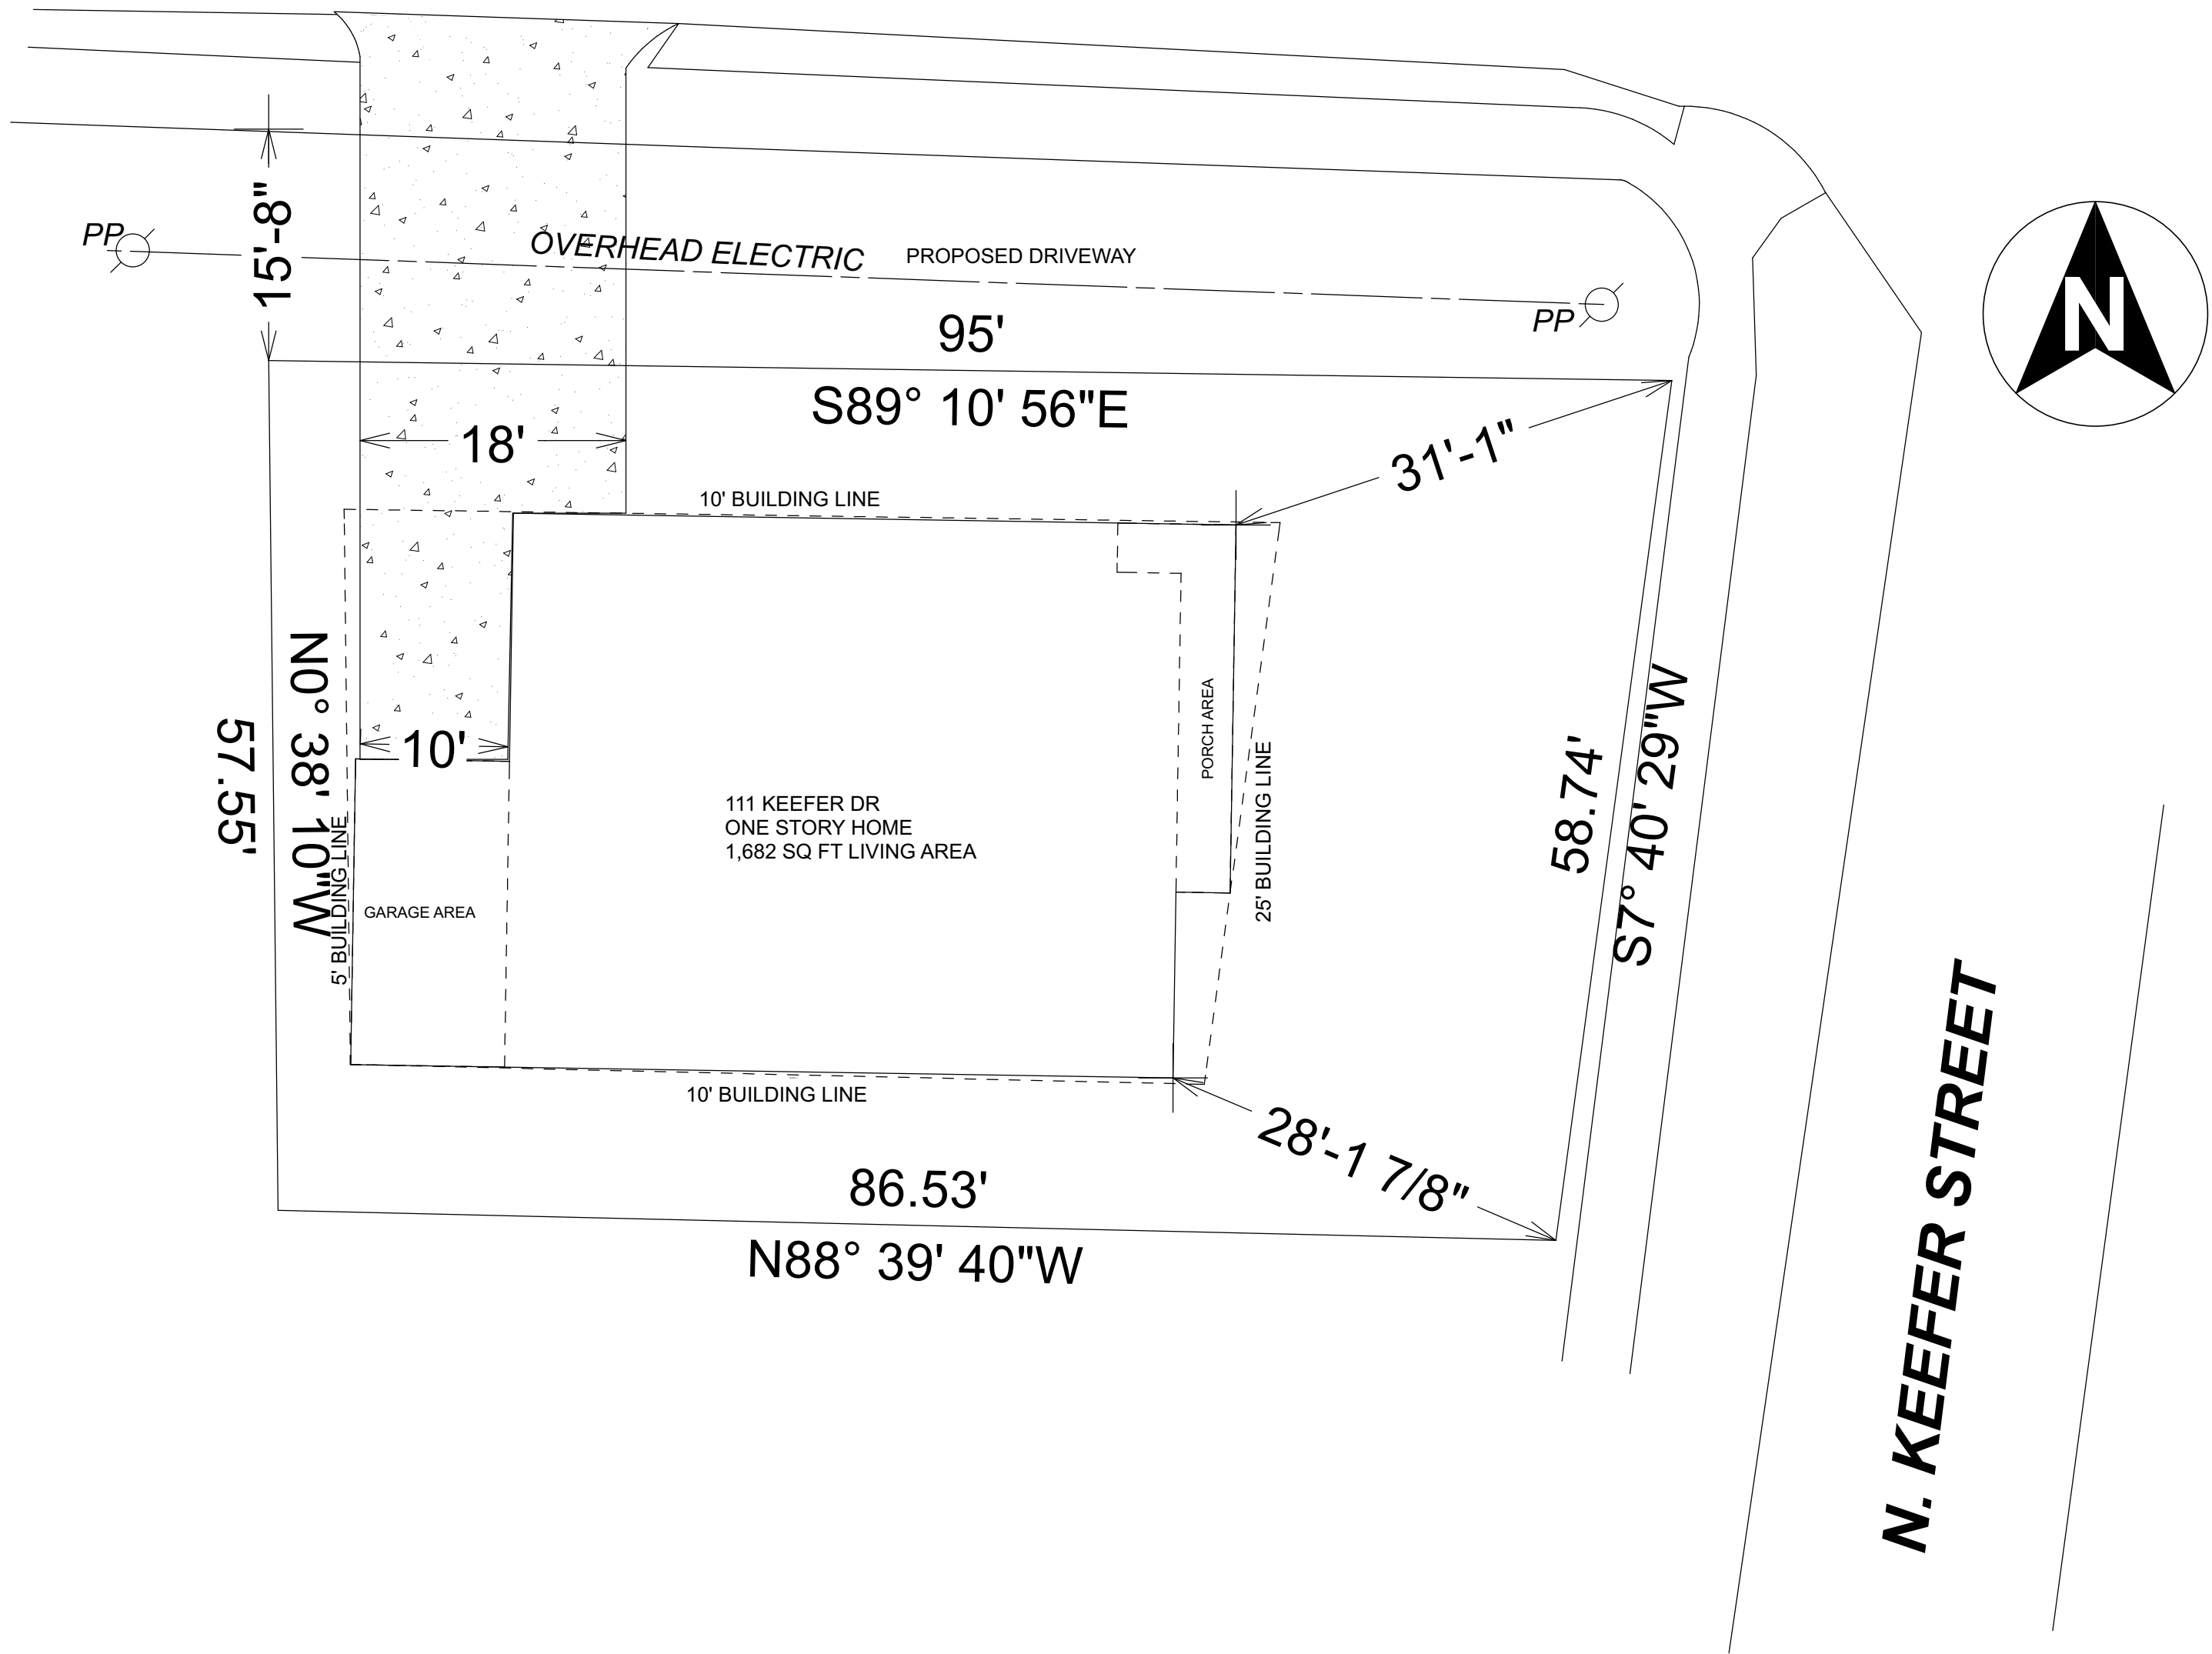 15'-8"
PP
OVERHEAD ELECTRIC
PROPOSED DRIVEWAY
PP
N
95'
S89° 10' 56"E
31'-1"
18'
10' BUILDING LINE
N0° 38' 10"W
57.55'
10'
5' BUILDING LINE
GARAGE AREA
111 KEEFER DR
ONE STORY HOME
1,682 SQ FT LIVING AREA
PORCH AREA
25' BUILDING LINE
58.74'
S7° 40' 29"W
10' BUILDING LINE
28'-1 7/8"
86.53'
N88° 39' 40"W
N. KEEFER STREET